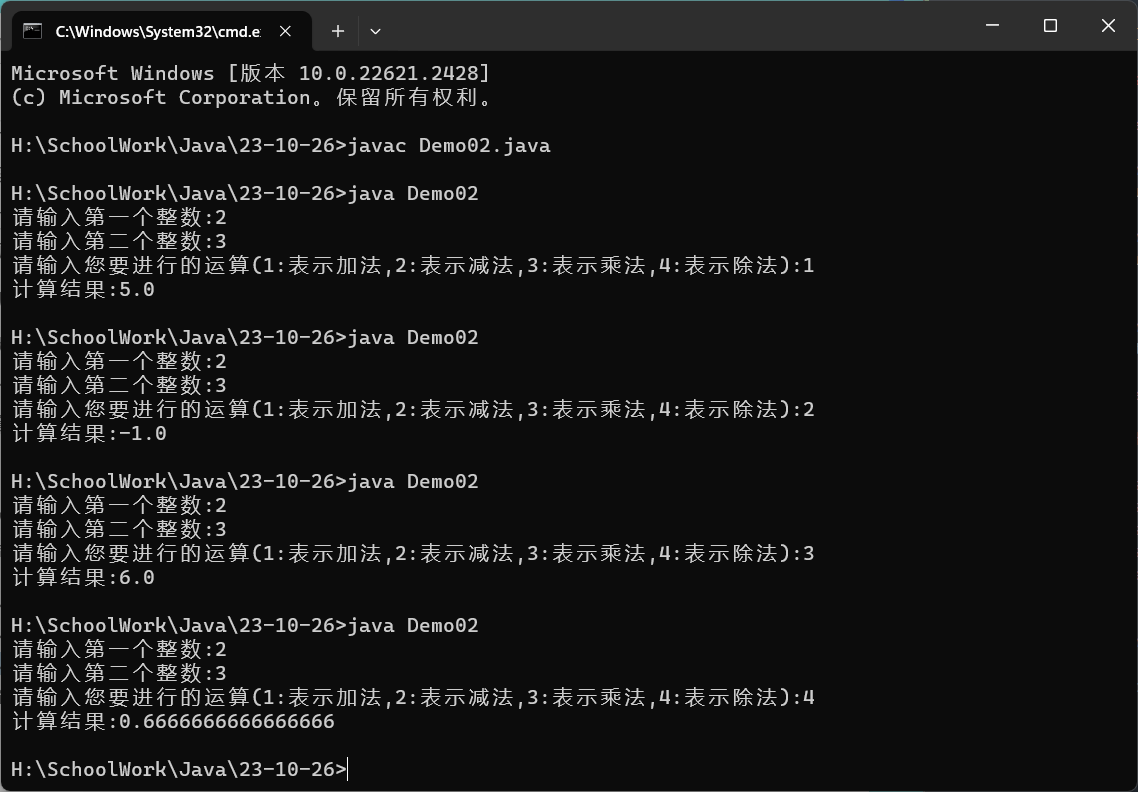 C:\Windows\System32\cmd.e
Microsoft Windows [版本 10.0.22621.2428]
(c) Microsoft Corporation。保留所有权利。
H:\SchoolWork\Java\23-10-26>javac Demo02.java
H:\SchoolWork\Java\23-10-26>java Demo02
请输入第一个整数:2
请输入第二个整数:3
请输入您要进行的运算(1:表示加法,2:表示减法,3:表示乘法,4:表示除法):1
计算结果:5.0
H:\SchoolWork\Java\23-10-26>java Demo02
请输入第一个整数:2
请输入第二个整数:3
请输入您要进行的运算(1:表示加法,2:表示减法,3:表示乘法,4:表示除法):2
计算结果:-1.0
H:\SchoolWork\Java\23-10-26>java Demo02
请输入第一个整数:2
请输入第二个整数:3
请输入您要进行的运算(1:表示加法,2:表示减法,3:表示乘法,4:表示除法):3
计算结果:6.0
H:\SchoolWork\Java\23-10-26>java Demo02
请输入第一个整数:2
请输入第二个整数:3
请输入您要进行的运算(1:表示加法,2:表示减法,3:表示乘法,4:表示除法):4
计算结果:0.6666666666666666
H:\SchoolWork\Java\23-10-26>